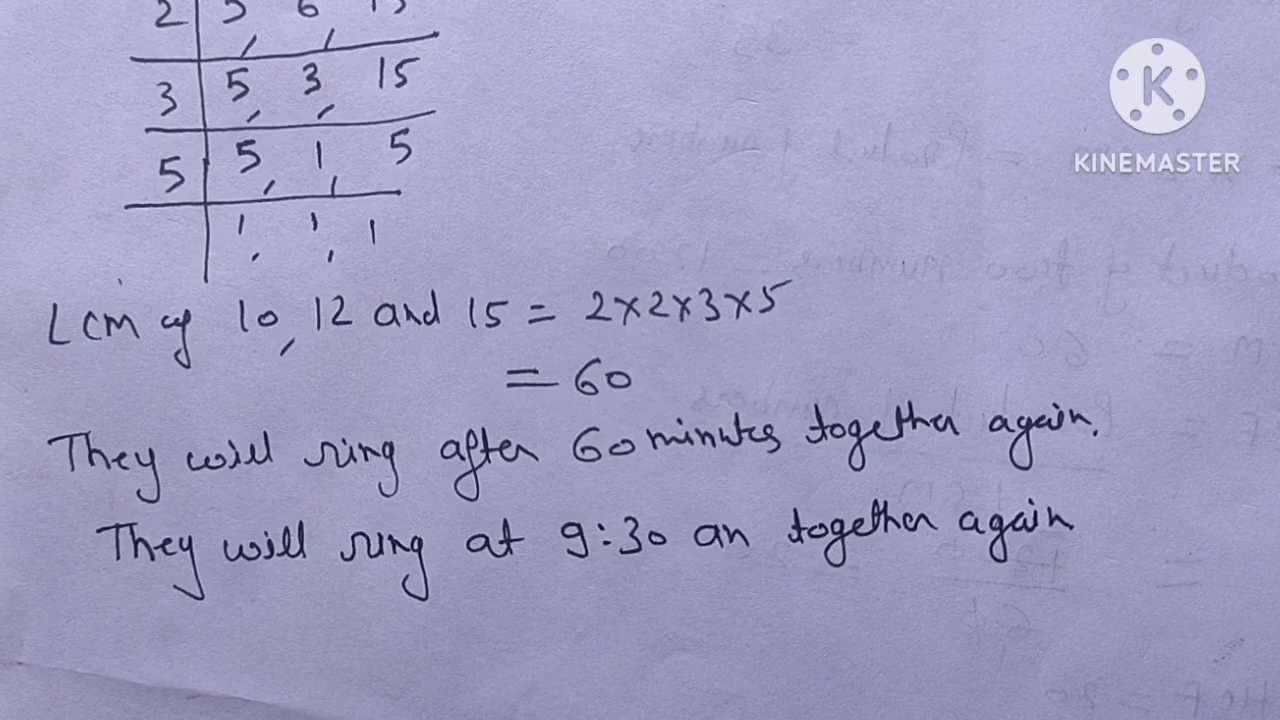 2 5, 6, 15
3 5, 3, 15
5 5, 1, 5
1, 1, 1
LCM of 10, 12 and 15 = 2×2×3×5
= 60
They will ring after 60 minutes together again.
They will ring at 9:30 am together again
K
KINEMASTER